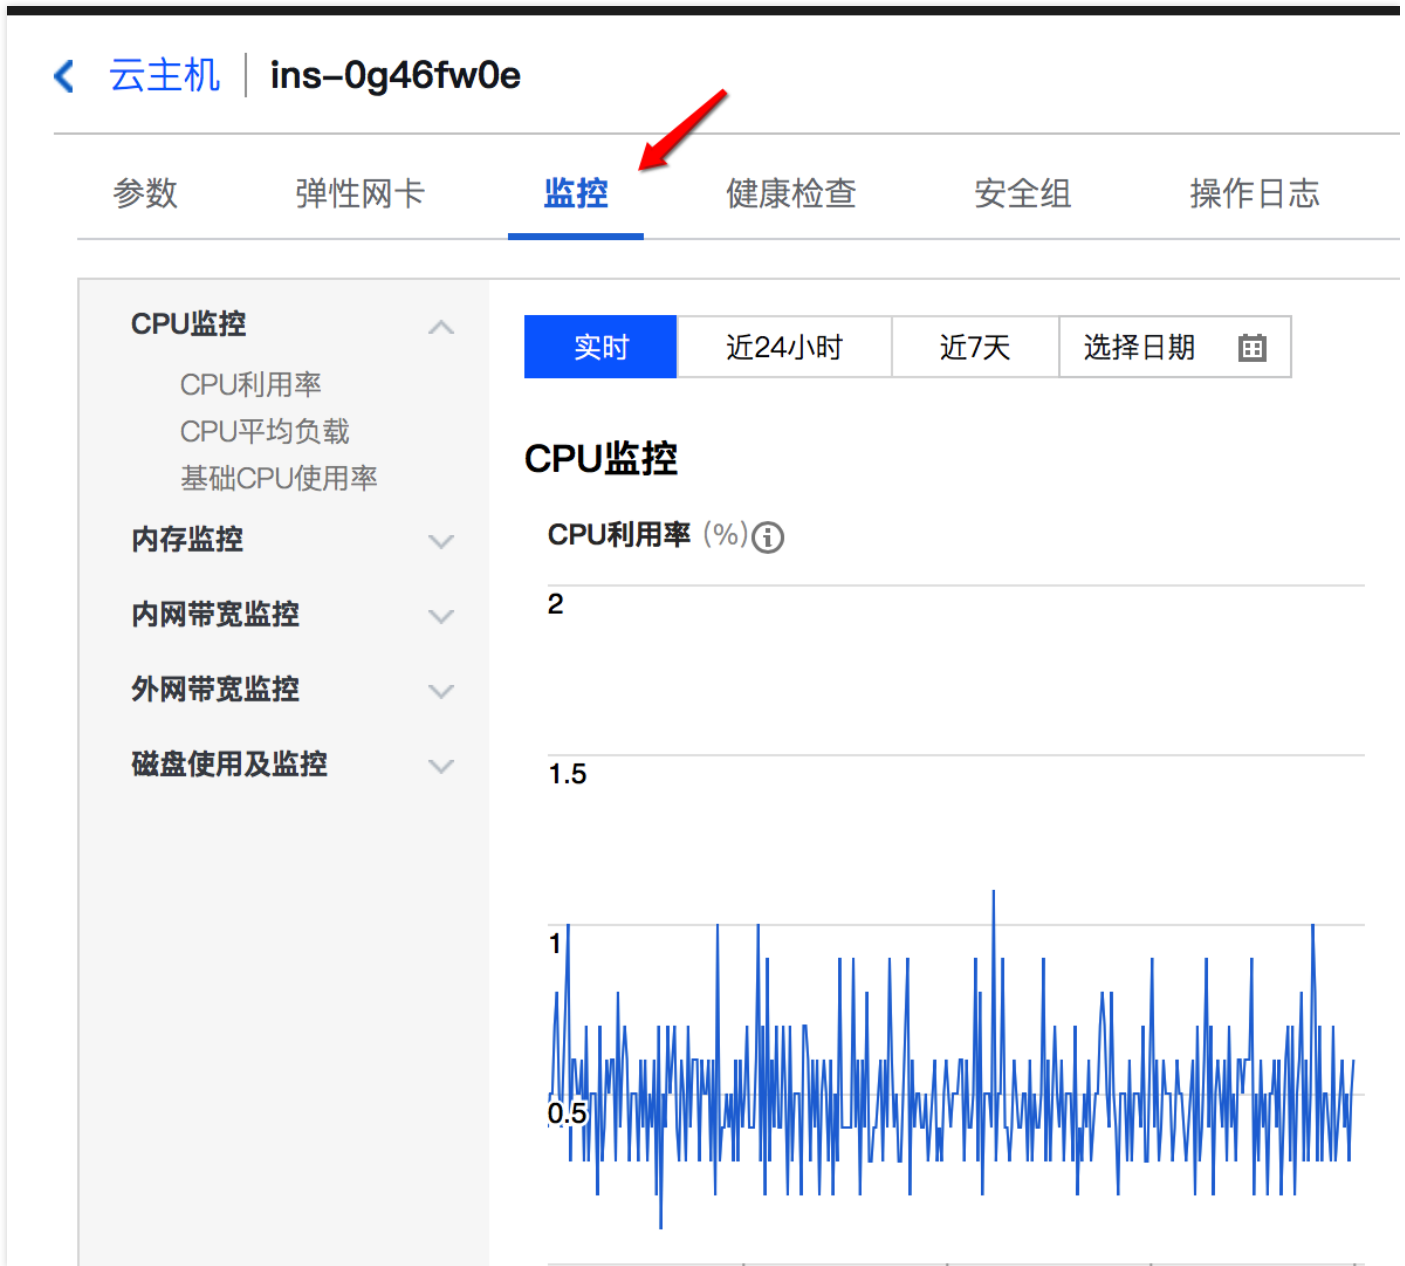 云主机 ins-0g46fw0e
参数 弹性网卡 监控 健康检查 安全组 操作日志
CPU监控
CPU利用率
CPU平均负载
基础CPU使用率
内存监控
内网带宽监控
外网带宽监控
磁盘使用及监控
实时 近24小时 近7天 选择日期
CPU监控
CPU利用率 (%)
2
1.5
1
0.5